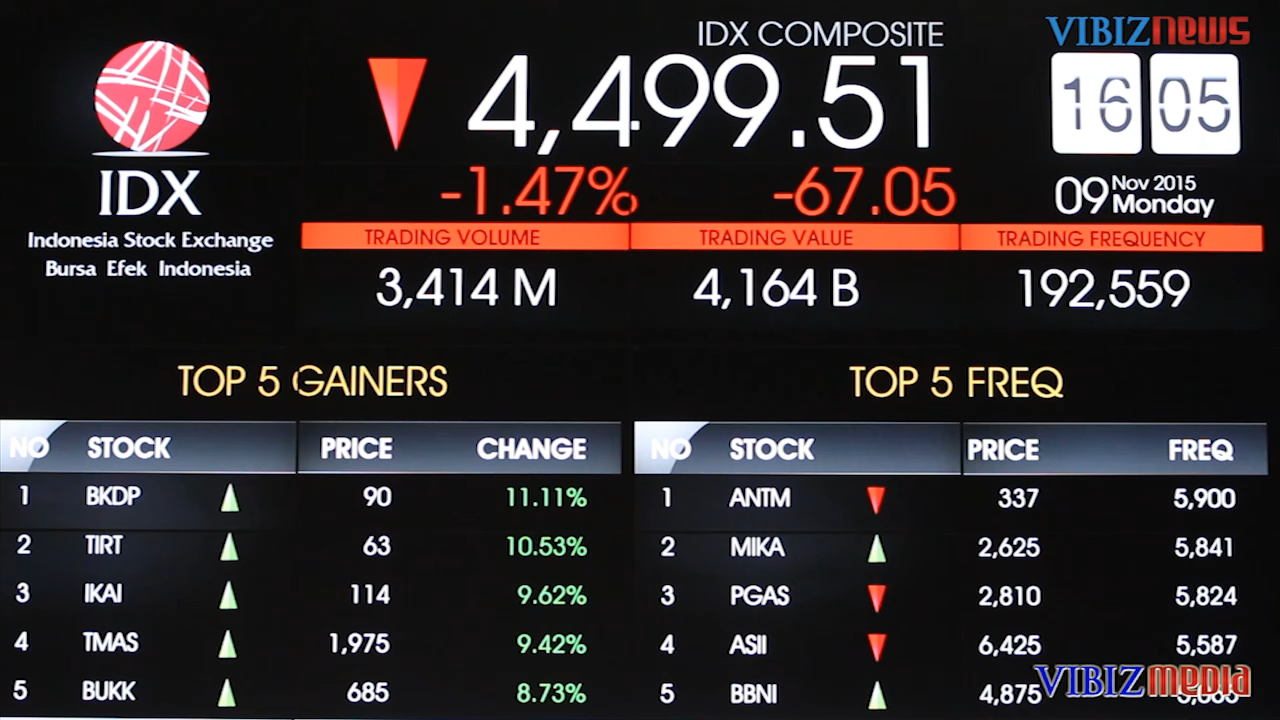 IDX COMPOSITE
VIBIZnews
4,499.51
16 05
-1.47% -67.05
09 Nov 2015 Monday
IDX
Indonesia Stock Exchange
Bursa Efek Indonesia
TRADING VOLUME TRADING VALUE TRADING FREQUENCY
3,414 M 4,164 B 192,559
TOP 5 GAINERS
NO STOCK PRICE CHANGE
1 BKDP 90 11.11%
2 TIRT 63 10.53%
3 IKAI 114 9.62%
4 TMAS 1,975 9.42%
5 BUKK 685 8.73%
TOP 5 FREQ
NO STOCK PRICE FREQ
1 ANTM 337 5,900
2 MIKA 2,625 5,841
3 PGAS 2,810 5,824
4 ASII 6,425 5,587
5 BBNI 4,875
VIBIZmedia